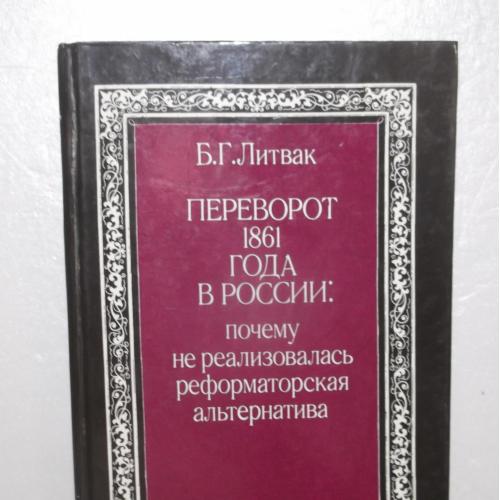 Б.Г.Литвак
ПЕРЕВОРОТ
1861
ГОДА
В РОССИИ:
почему
не реализовалась
реформаторская
альтернатива